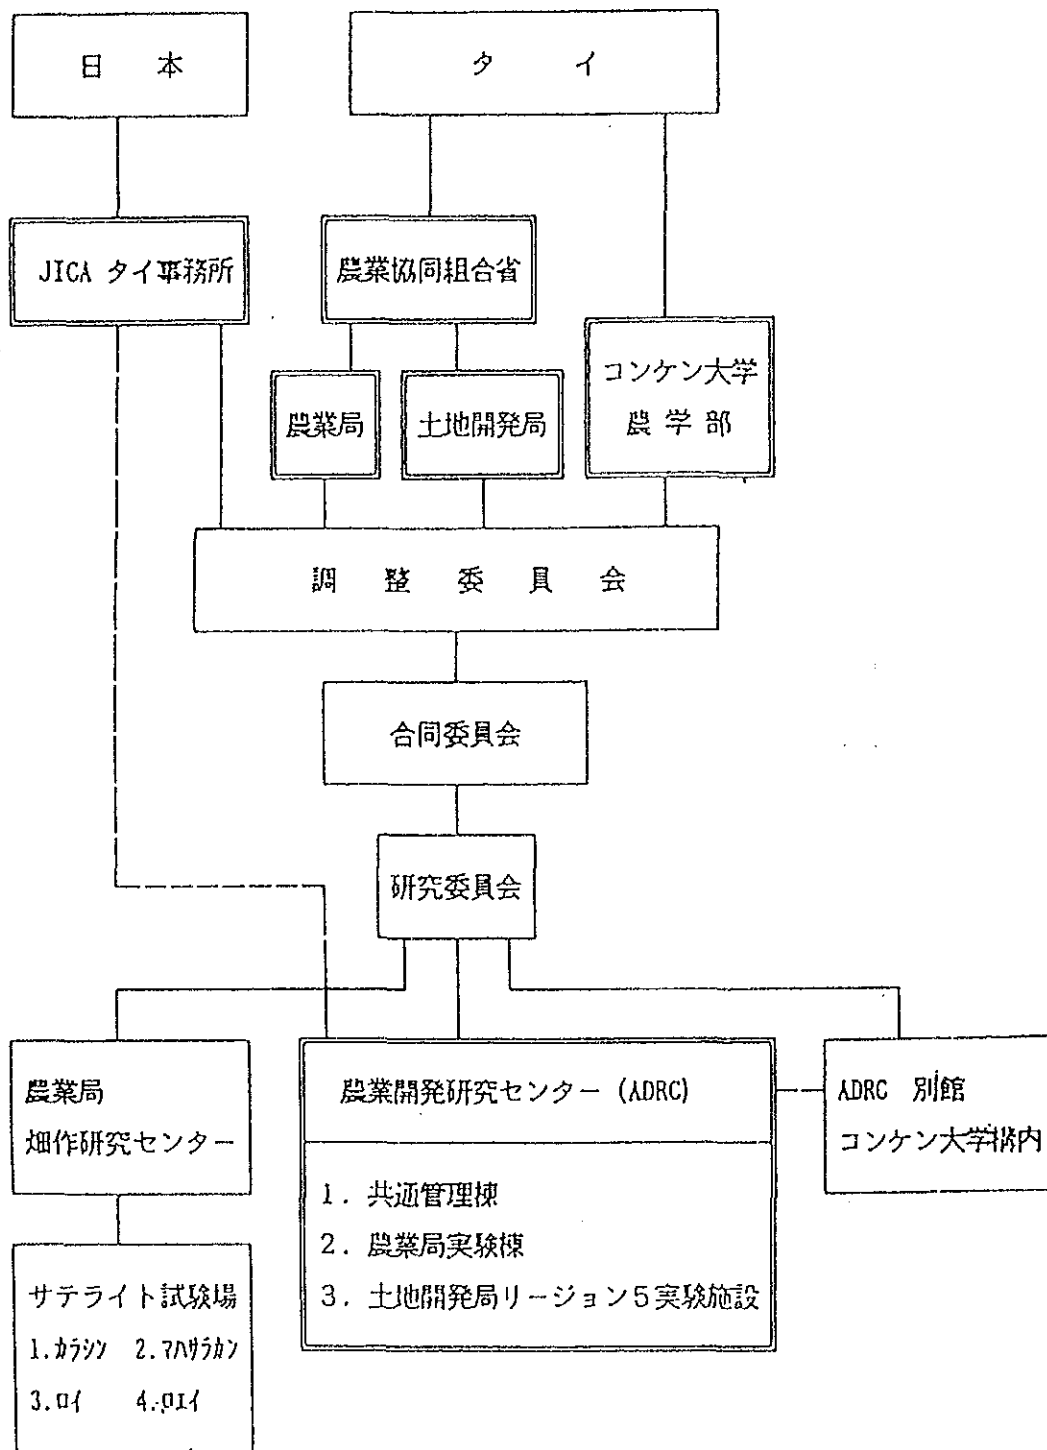 日　本
タ　イ
JICA タイ事務所
農業協同組合省
コンケン大学
農 学 部
農業局
土地開発局
調　整　委　員　会
合同委員会
研究委員会
農業局
畑作研究センター
農業開発研究センター (ADRC)
1. 共通管理棟
2. 農業局実験棟
3. 土地開発局リージョン5実験施設
ADRC 別館
コンケン大学構内
サテライト試験場
1.カラシン　2.マハサラカン
3.ロイ　4.ロエイ